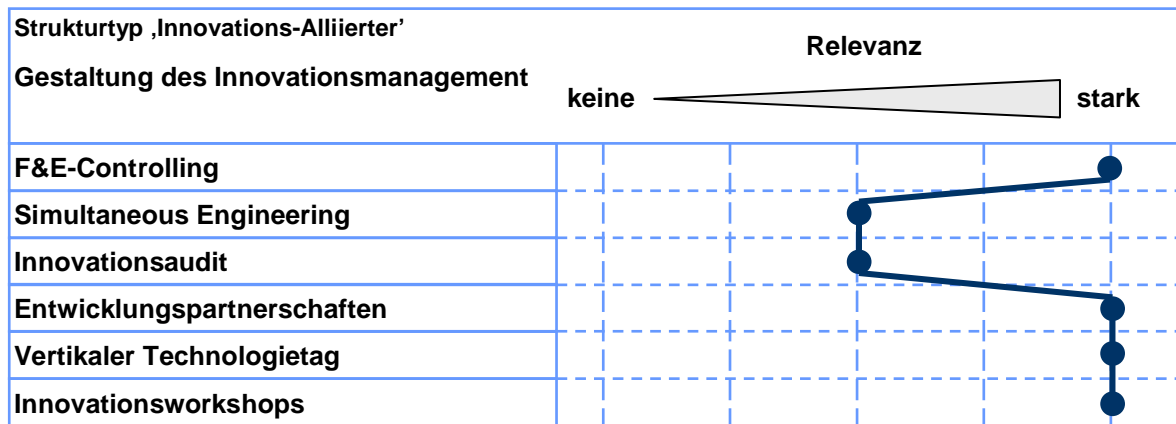 Strukturtyp ‚Innovations-Alliierter’
Gestaltung des Innovationsmanagement
Relevanz
keine
stark
F&E-Controlling
Simultaneous Engineering
Innovationsaudit
Entwicklungspartnerschaften
Vertikaler Technologietag
Innovationsworkshops